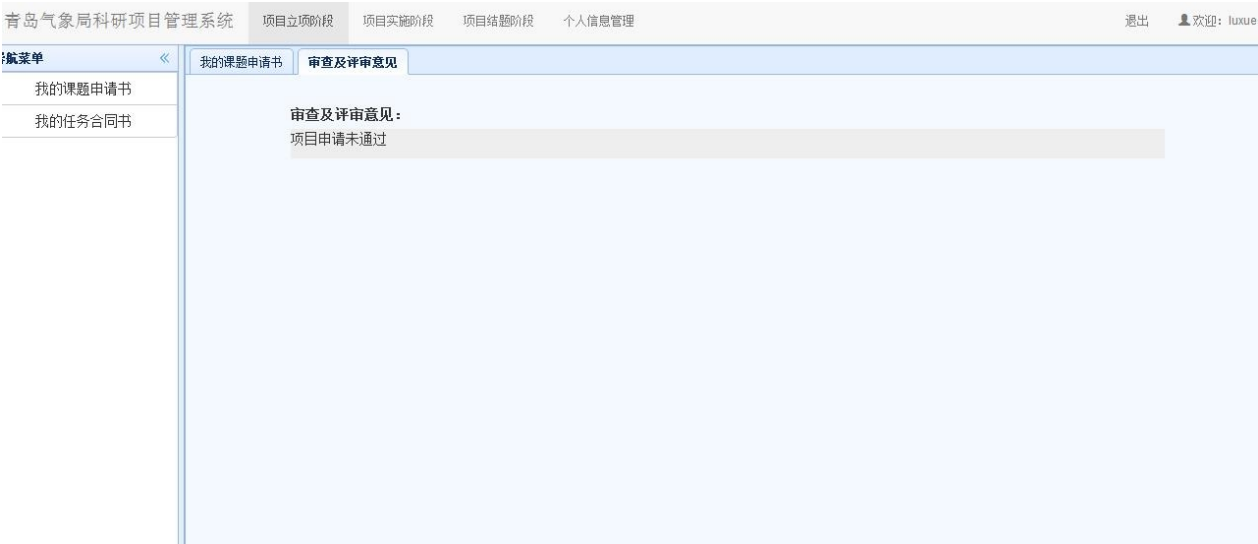 青岛气象局科研项目管理系统 项目立项阶段 项目实施阶段 项目结题阶段 个人信息管理 退出 欢迎：luxue
航菜单 《 我的课题申请书 审查及评审意见
我的课题申请书
我的任务合同书
审查及评审意见：
项目申请未通过